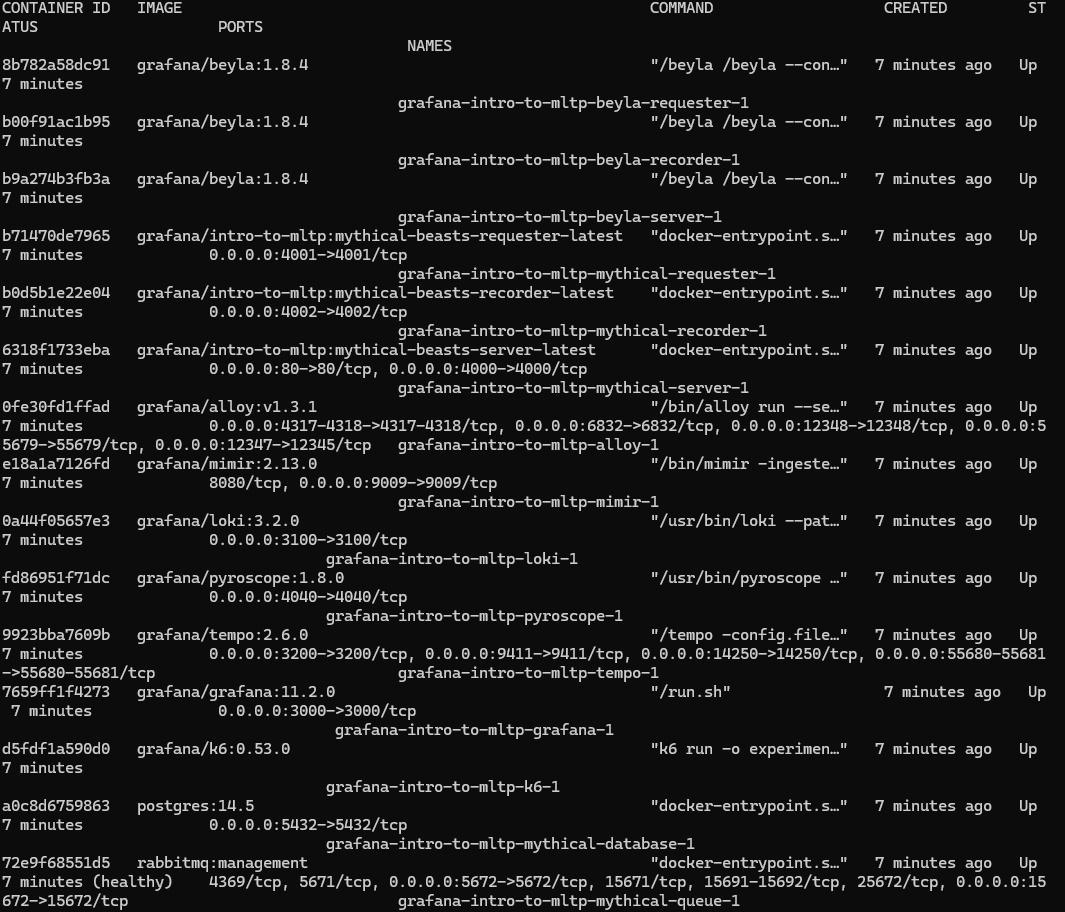 CONTAINER ID   IMAGE                                                    COMMAND                   CREATED         ST
ATUS                    PORTS
                                             NAMES
8b782a58dc91   grafana/beyla:1.8.4                                      "/beyla /beyla --con…"   7 minutes ago   Up
7 minutes
                                            grafana-intro-to-mltp-beyla-requester-1
b00f91ac1b95   grafana/beyla:1.8.4                                      "/beyla /beyla --con…"   7 minutes ago   Up
7 minutes
                                            grafana-intro-to-mltp-beyla-recorder-1
b9a274b3fb3a   grafana/beyla:1.8.4                                      "/beyla /beyla --con…"   7 minutes ago   Up
7 minutes
                                            grafana-intro-to-mltp-beyla-server-1
b71470de7965   grafana/intro-to-mltp:mythical-beasts-requester-latest   "docker-entrypoint.s…"   7 minutes ago   Up
7 minutes              0.0.0.0:4001->4001/tcp
                                            grafana-intro-to-mltp-mythical-requester-1
b0d5b1e22e04   grafana/intro-to-mltp:mythical-beasts-recorder-latest    "docker-entrypoint.s…"   7 minutes ago   Up
7 minutes              0.0.0.0:4002->4002/tcp
                                            grafana-intro-to-mltp-mythical-recorder-1
6318f1733eba   grafana/intro-to-mltp:mythical-beasts-server-latest      "docker-entrypoint.s…"   7 minutes ago   Up
7 minutes              0.0.0.0:80->80/tcp, 0.0.0.0:4000->4000/tcp
                                            grafana-intro-to-mltp-mythical-server-1
0fe30fd1ffad   grafana/alloy:v1.3.1                                     "/bin/alloy run --se…"   7 minutes ago   Up
7 minutes              0.0.0.0:4317-4318->4317-4318/tcp, 0.0.0.0:6832->6832/tcp, 0.0.0.0:12348->12348/tcp, 0.0.0.0:5
5679->55679/tcp, 0.0.0.0:12347->12345/tcp   grafana-intro-to-mltp-alloy-1
e18a1a7126fd   grafana/mimir:2.13.0                                     "/bin/mimir -ingeste…"   7 minutes ago   Up
7 minutes              8080/tcp, 0.0.0.0:9009->9009/tcp
                                            grafana-intro-to-mltp-mimir-1
0a44f05657e3   grafana/loki:3.2.0                                       "/usr/bin/loki --pat…"   7 minutes ago   Up
7 minutes              0.0.0.0:3100->3100/tcp
                                    grafana-intro-to-mltp-loki-1
fd86951f71dc   grafana/pyroscope:1.8.0                                  "/usr/bin/pyroscope …"   7 minutes ago   Up
7 minutes              0.0.0.0:4040->4040/tcp
                                    grafana-intro-to-mltp-pyroscope-1
9923bba7609b   grafana/tempo:2.6.0                                      "/tempo -config.file…"   7 minutes ago   Up
7 minutes              0.0.0.0:3200->3200/tcp, 0.0.0.0:9411->9411/tcp, 0.0.0.0:14250->14250/tcp, 0.0.0.0:55680-55681
->55680-55681/tcp                           grafana-intro-to-mltp-tempo-1
7659ff1f4273   grafana/grafana:11.2.0                                   "/run.sh"                 7 minutes ago   Up
 7 minutes              0.0.0.0:3000->3000/tcp
                                     grafana-intro-to-mltp-grafana-1
d5fdf1a590d0   grafana/k6:0.53.0                                        "k6 run -o experimen…"   7 minutes ago   Up
7 minutes
                                    grafana-intro-to-mltp-k6-1
a0c8d6759863   postgres:14.5                                            "docker-entrypoint.s…"   7 minutes ago   Up
7 minutes              0.0.0.0:5432->5432/tcp
                                    grafana-intro-to-mltp-mythical-database-1
72e9f68551d5   rabbitmq:management                                      "docker-entrypoint.s…"   7 minutes ago   Up
7 minutes (healthy)    4369/tcp, 5671/tcp, 0.0.0.0:5672->5672/tcp, 15671/tcp, 15691-15692/tcp, 25672/tcp, 0.0.0.0:15
672->15672/tcp                              grafana-intro-to-mltp-mythical-queue-1